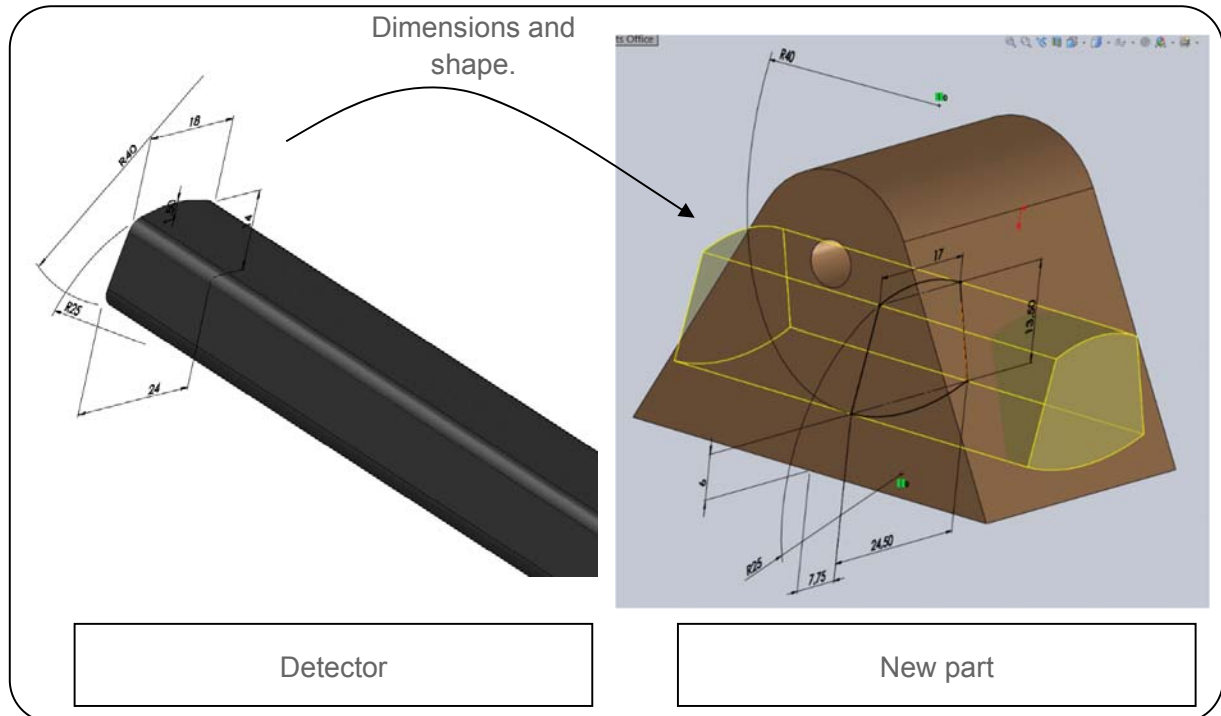 Dimensions and
shape.
ts Office
R40
18
14
R25
24
R40
17
13,50
6
R25
7,75
24,50
Detector
New part